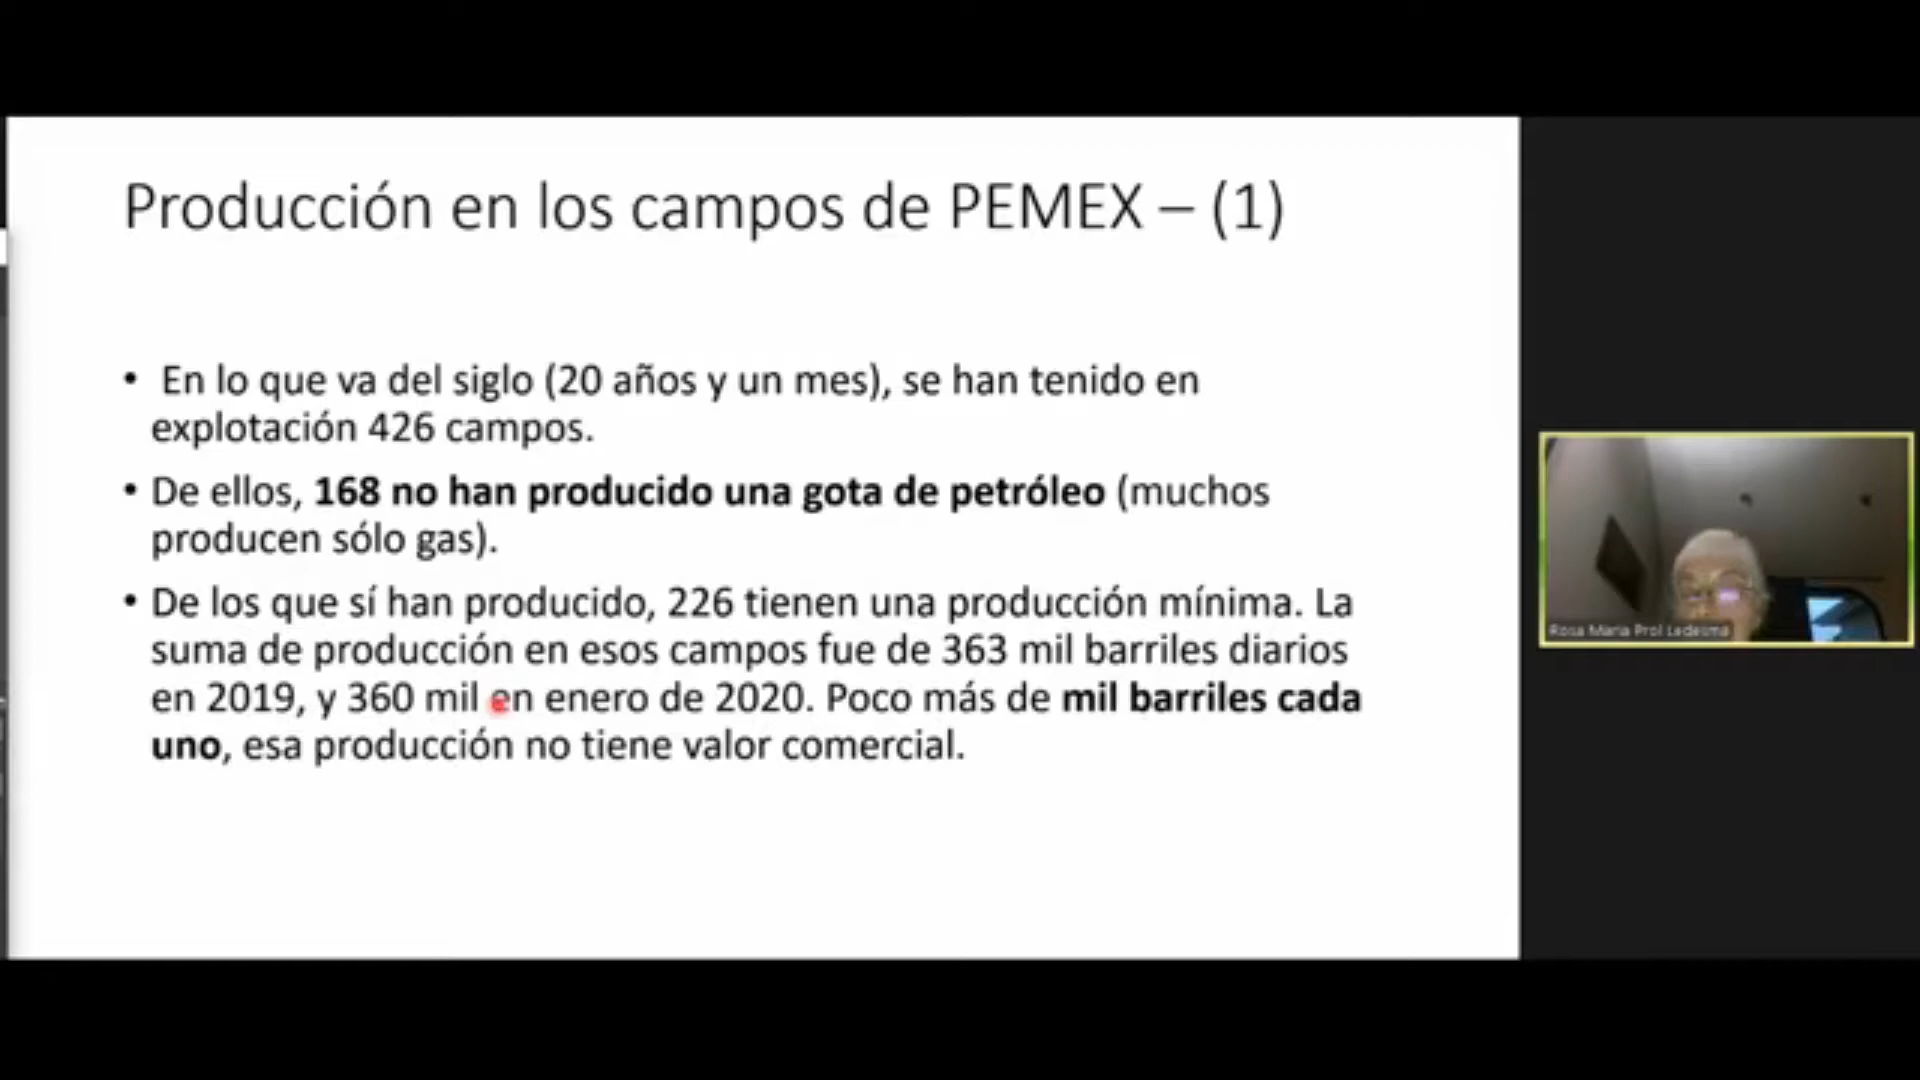 Producción en los campos de PEMEX – (1)
• En lo que va del siglo (20 años y un mes), se han tenido en
explotación 426 campos.
• De ellos, 168 no han producido una gota de petróleo (muchos
producen sólo gas).
• De los que sí han producido, 226 tienen una producción mínima. La
suma de producción en esos campos fue de 363 mil barriles diarios
en 2019, y 360 mil en enero de 2020. Poco más de mil barriles cada
uno, esa producción no tiene valor comercial.
Rosa Maria Prol Ledesma